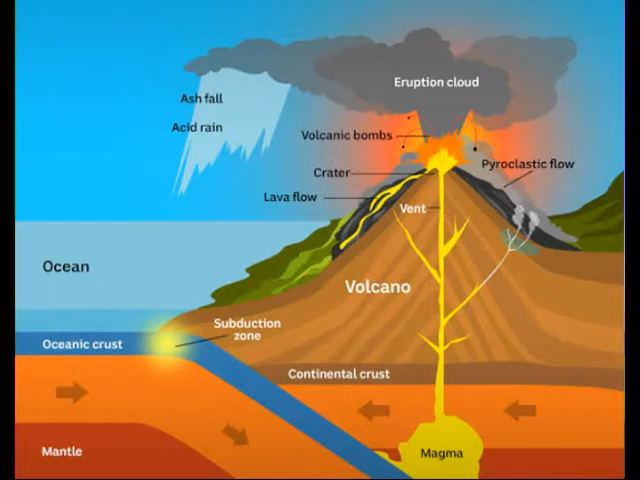 Eruption cloud
Ash fall
Acid rain
Volcanic bombs
Pyroclastic flow
Crater
Lava flow
Vent
Ocean
Volcano
Subduction
zone
Oceanic crust
Continental crust
Mantle
Magma